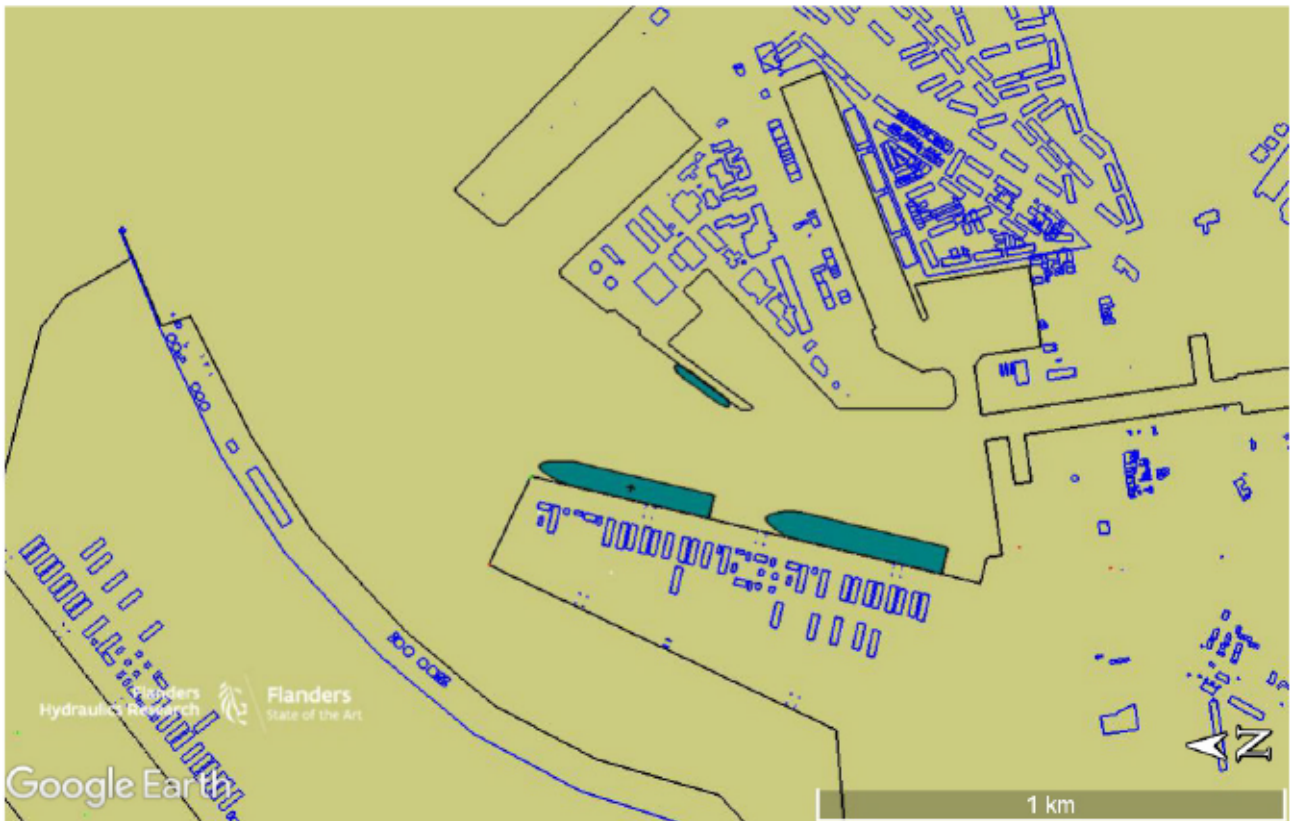 Flanders
Hydraulics Research
Flanders
State of the Art
Google Earth
1 km
N